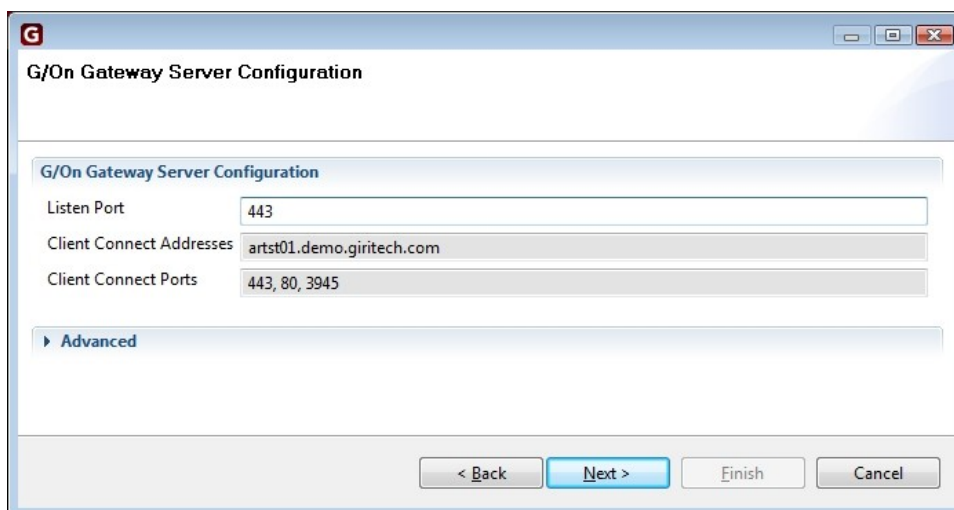 G
G/On Gateway Server Configuration
G/On Gateway Server Configuration
Listen Port 443
Client Connect Addresses artst01.demo.giritech.com
Client Connect Ports 443, 80, 3945
Advanced
< Back Next > Finish Cancel